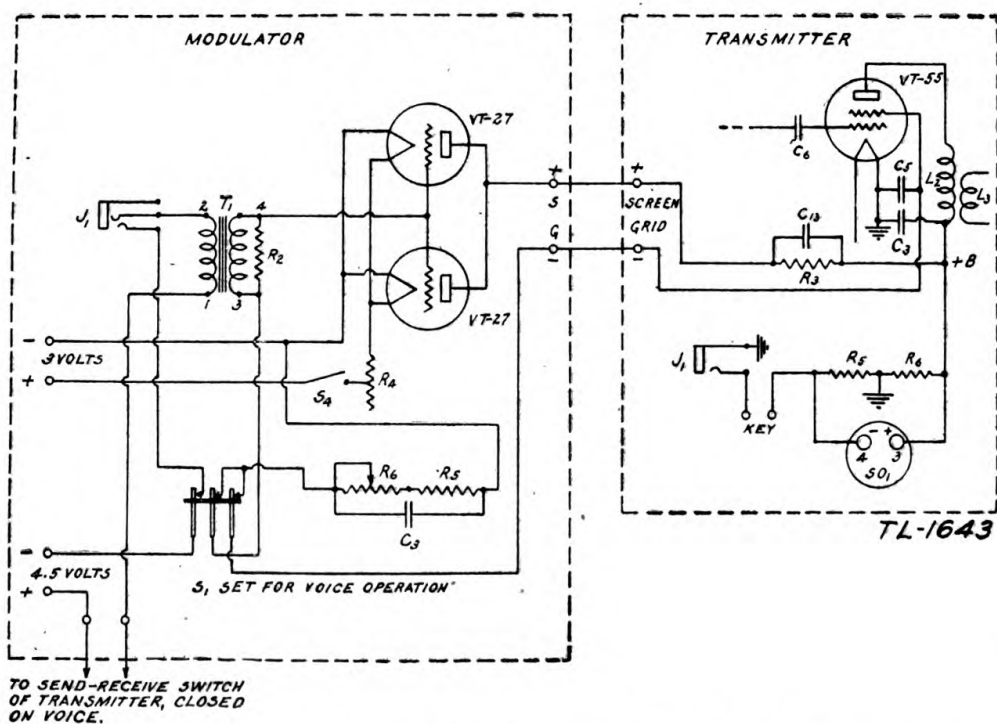 MODULATOR
TRANSMITTER
VT-27
VT-55
C6
J1
2
T1
4
R2
1
3
+
S
+
SCREEN
G
-
GRID
-
C5
L2
L3
C3
C13
R3
+B
VT-27
-
3 VOLTS
+
S4
R4
J1
KEY
R5
R6
-
+
4
3
SO1
R6
R5
C3
TL-1643
-
4.5 VOLTS
+
S1 SET FOR VOICE OPERATION"
TO SEND-RECEIVE SWITCH
OF TRANSMITTER, CLOSED
ON VOICE.